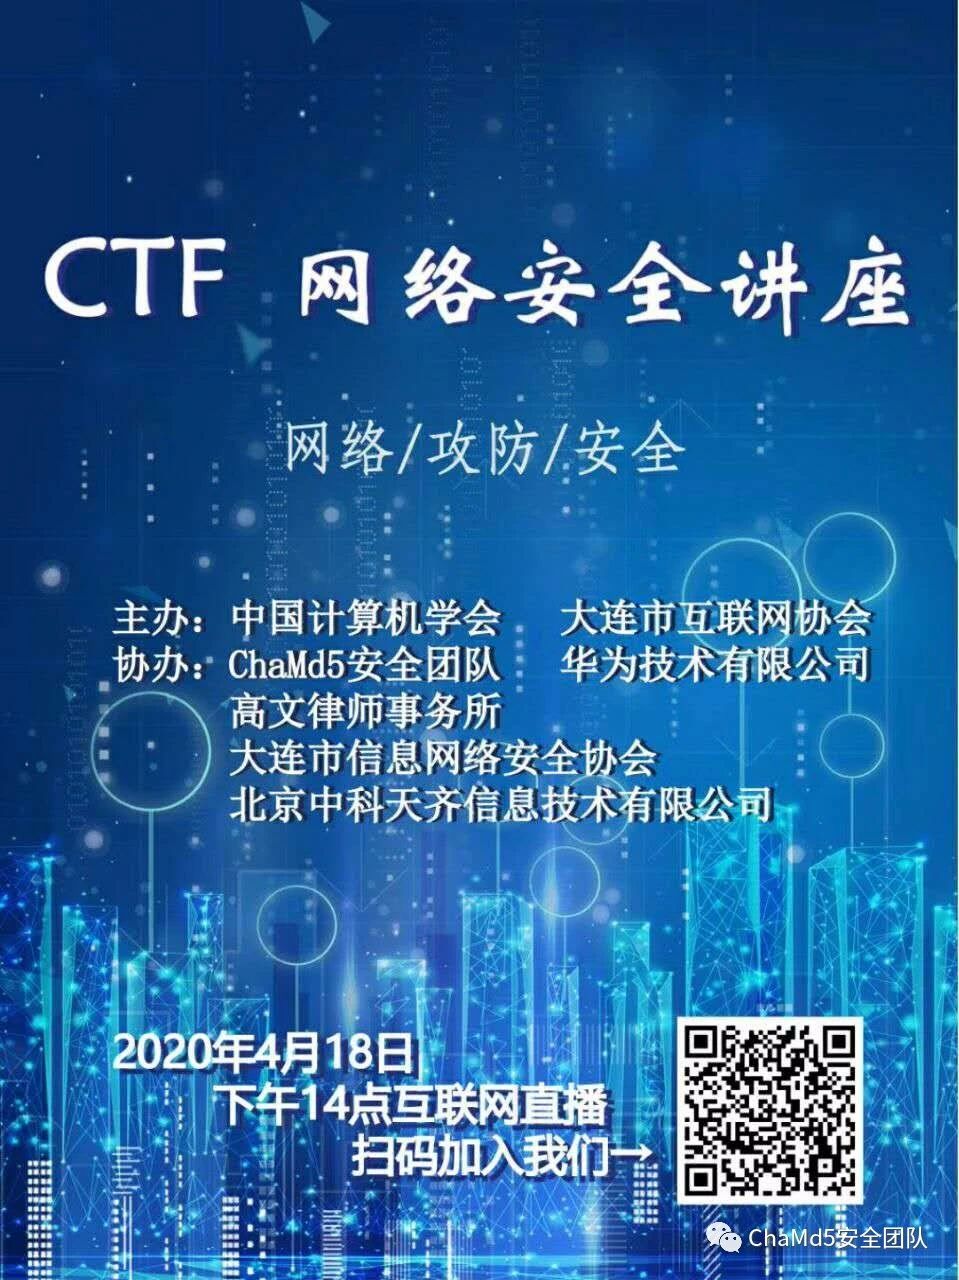 CTF 网络安全讲座
网络/攻防/安全
主办：中国计算机学会 大连市互联网协会
协办：ChaMd5安全团队 华为技术有限公司
高文律师事务所
大连市信息网络安全协会
北京中科天齐信息技术有限公司
2020年4月18日
下午14点互联网直播
扫码加入我们→
ChaMd5安全团队